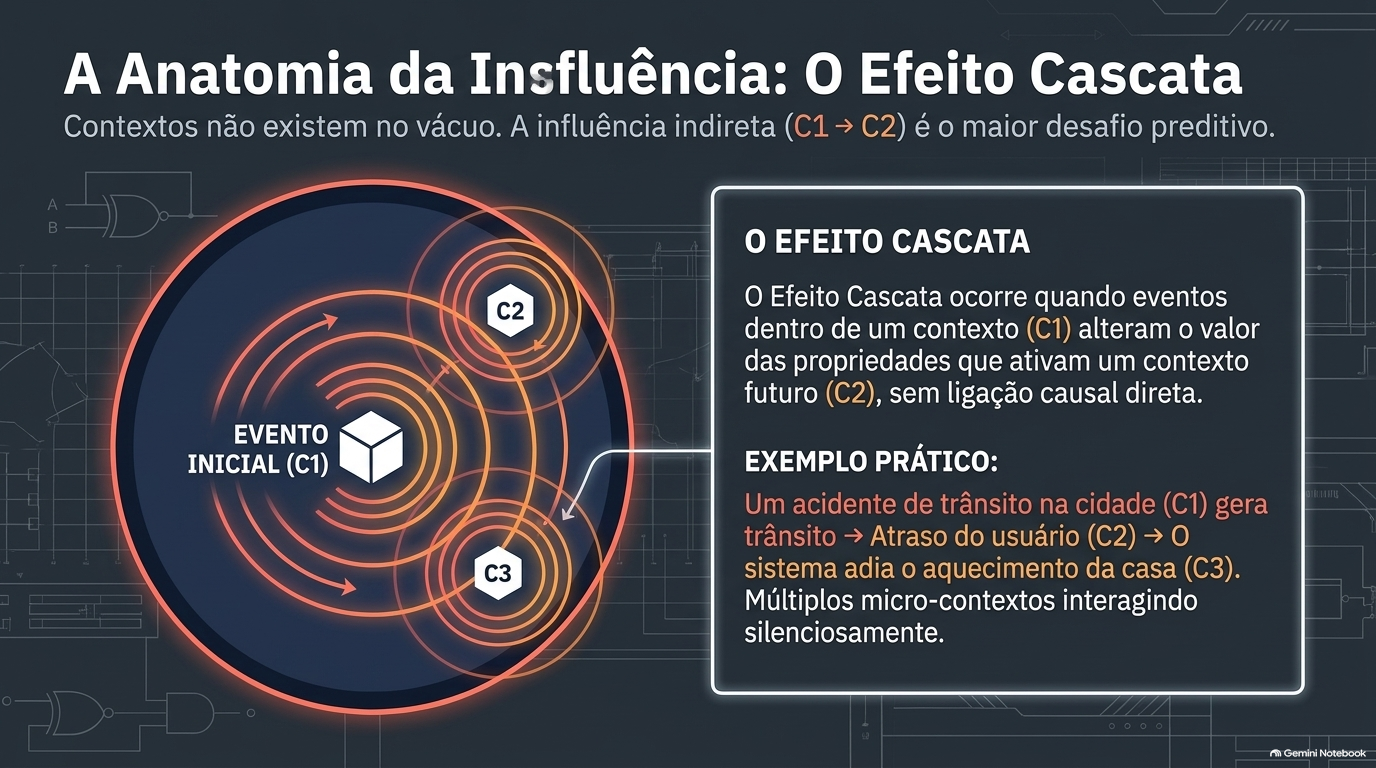 A Anatomia da Insfluência: O Efeito Cascata
Contextos não existem no vácuo. A influência indireta (C1 → C2) é o maior desafio preditivo.
A
B
C2
EVENTO
INICIAL (C1)
C3
O EFEITO CASCATA
O Efeito Cascata ocorre quando eventos
dentro de um contexto (C1) alteram o valor
das propriedades que ativam um contexto
futuro (C2), sem ligação causal direta.
EXEMPLO PRÁTICO:
Um acidente de trânsito na cidade (C1) gera
trânsito → Atraso do usuário (C2) → O
sistema adia o aquecimento da casa (C3).
Múltiplos micro-contextos interagindo
silenciosamente.
Gemini Notebook